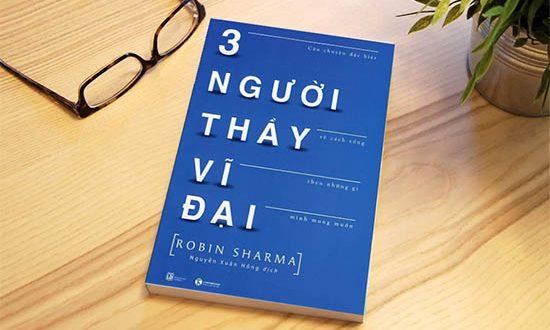 3
Câu chuyện đặc biệt
NGƯỜI
THẦY
về cách sống
VĨ
theo những gì
ĐẠI
mình mong muốn
[ROBIN SHARMA]
Nguyễn Xuân Hồng dịch